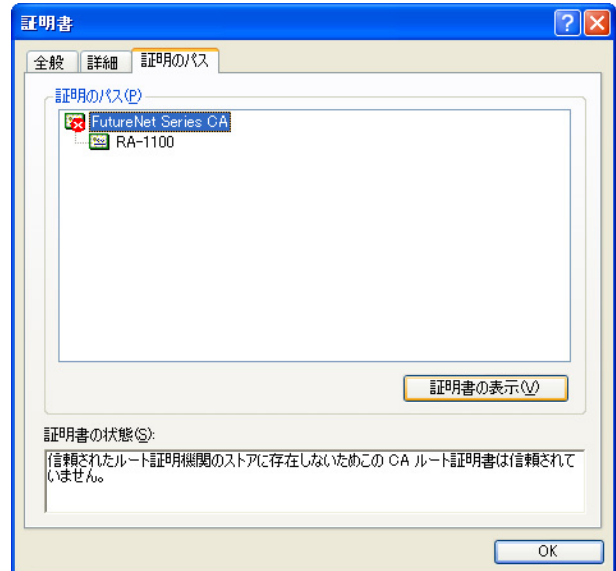 証明書
全般 詳細 証明のパス
証明のパス(P)
FutureNet Series CA
RA-1100
証明書の表示(V)
証明書の状態(S):
信頼されたルート証明機関のストアに存在しないためこの CA ルート証明書は信頼されて
いません。
OK